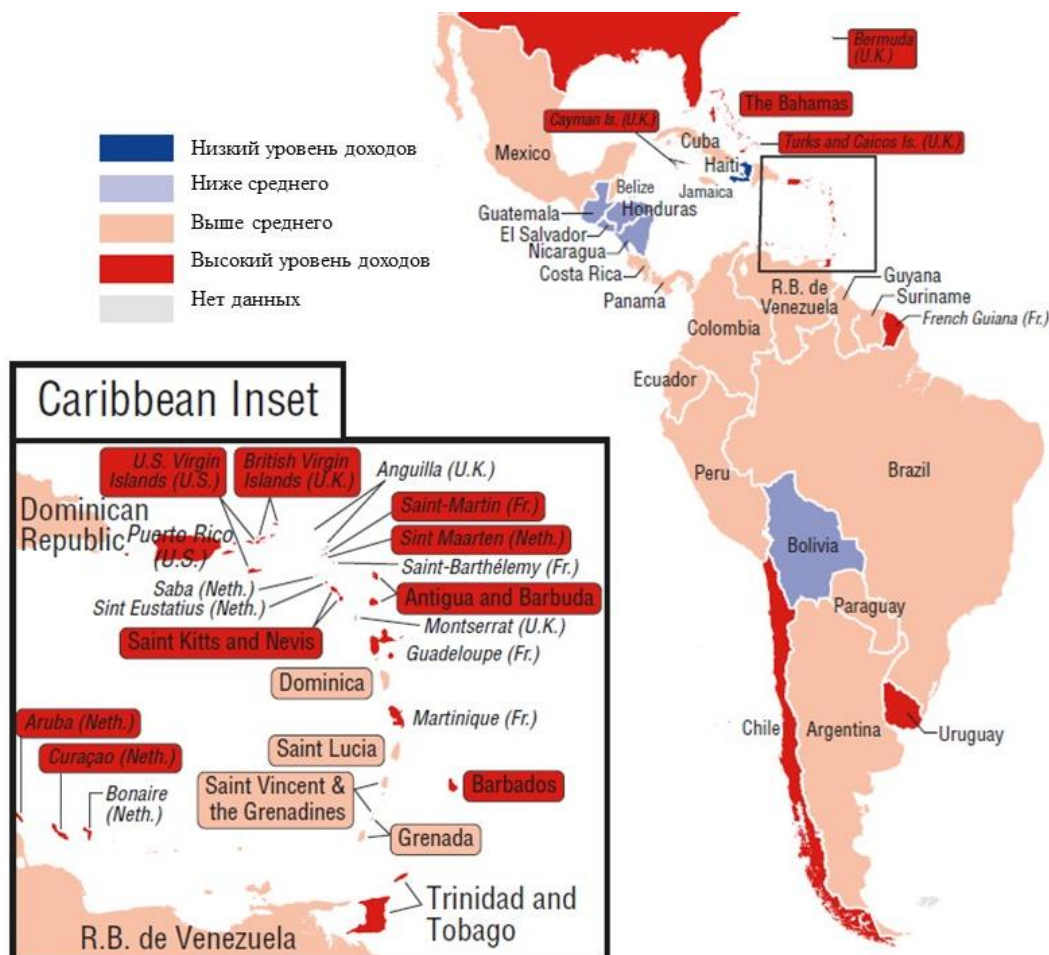 Низкий уровень доходов
Ниже среднего
Выше среднего
Высокий уровень доходов
Нет данных
Bermuda
(U.K.)
The Bahamas
Cayman Is. (U.K.)
Cuba
Turks and Caicos Is. (U.K.)
Mexico
Haiti
Belize
Jamaica
Guatemala
Honduras
El Salvador
Nicaragua
Costa Rica
Panama
R.B. de
Venezuela
Guyana
Suriname
French Guiana (Fr.)
Colombia
Ecuador
Peru
Brazil
Bolivia
Paraguay
Chile
Argentina
Uruguay
Caribbean Inset
U.S. Virgin
Islands (U.S.)
British Virgin
Islands (U.K.)
Anguilla (U.K.)
Saint-Martin (Fr.)
Dominican
Republic
Puerto Rico
(U.S.)
Sint Maarten (Neth.)
Saint-Barthélemy (Fr.)
Saba (Neth.)
Sint Eustatius (Neth.)
Antigua and Barbuda
Saint Kitts and Nevis
Montserrat (U.K.)
Guadeloupe (Fr.)
Dominica
Aruba (Neth.)
Martinique (Fr.)
Curaçao (Neth.)
Saint Lucia
Bonaire
(Neth.)
Saint Vincent &
the Grenadines
Barbados
Grenada
Trinidad and
Tobago
R.B. de Venezuela